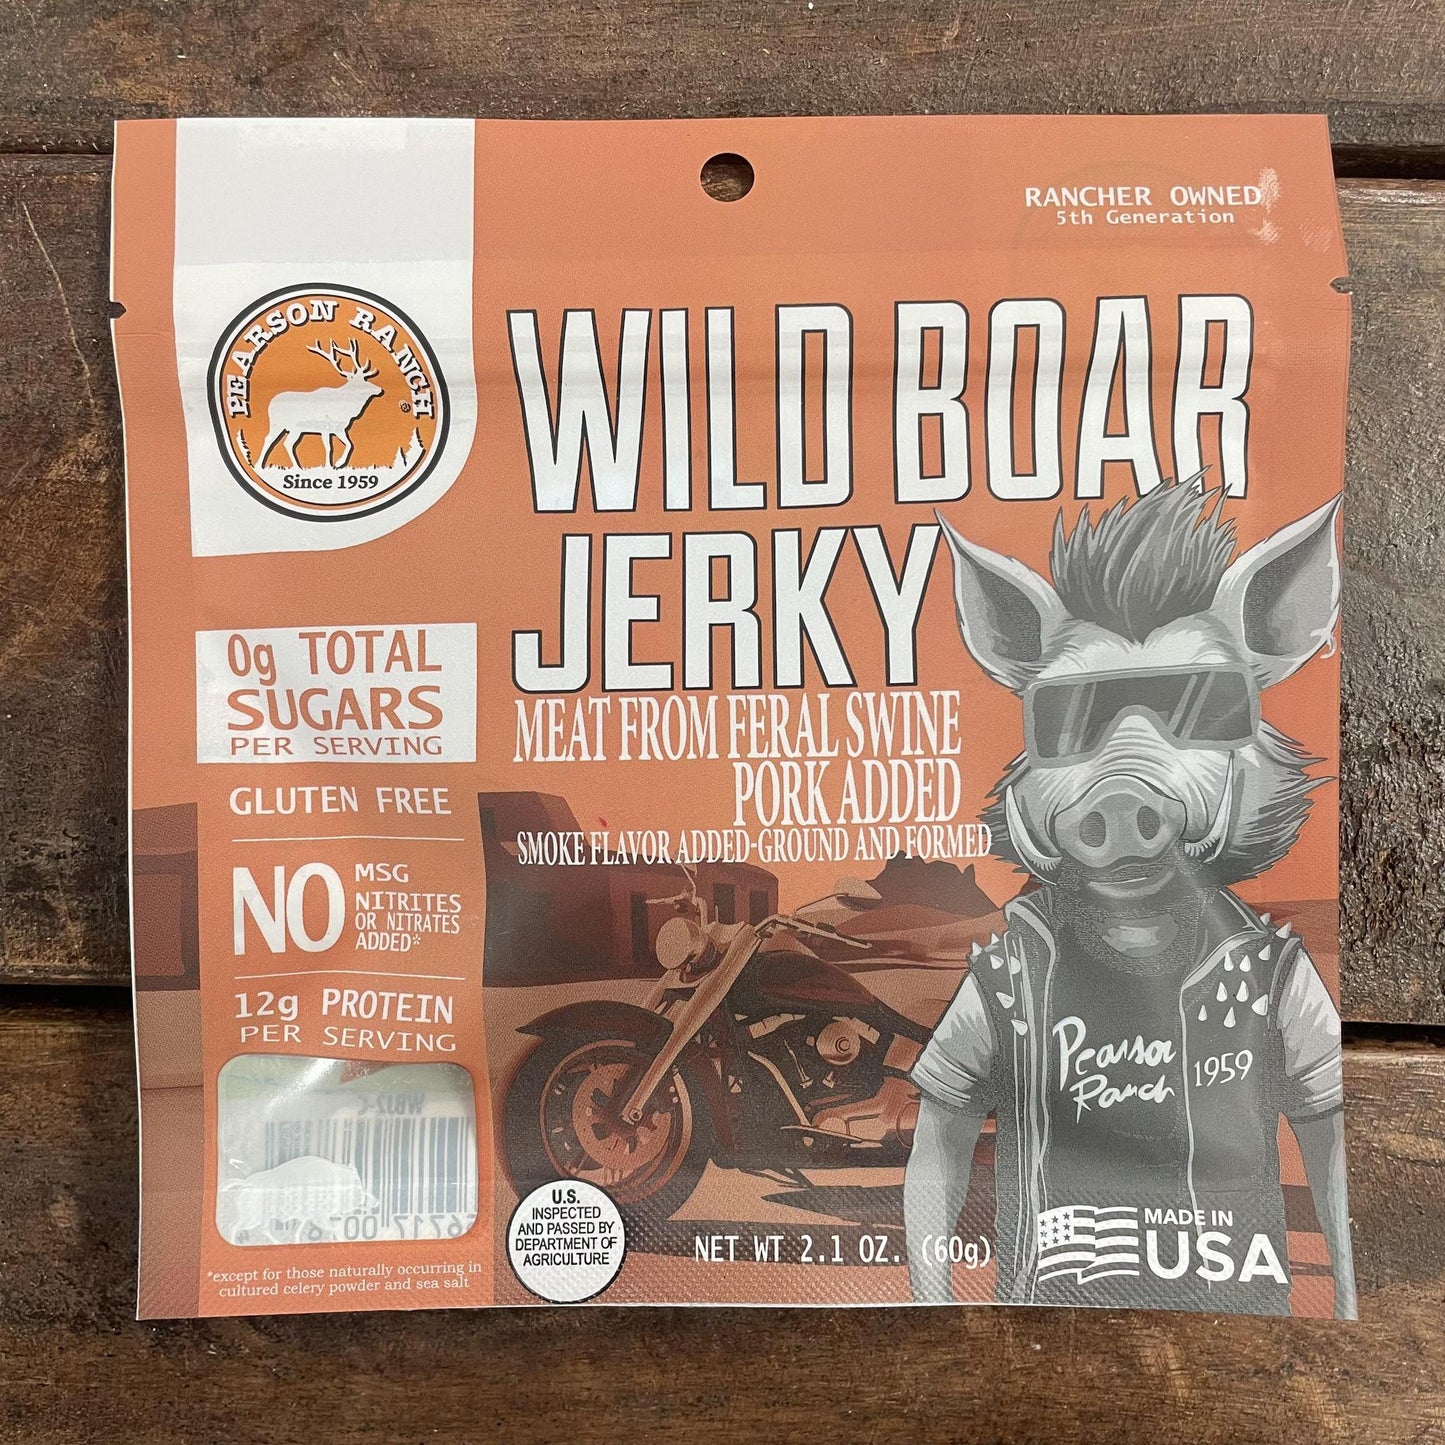 RANCHER OWNED
5th Generation
PEARSON RANCH
®
Since 1959
WILD BOAR
JERKY
MEAT FROM FERAL SWINE
PORK ADDED
SMOKE FLAVOR ADDED-GROUND AND FORMED
0g TOTAL
SUGARS
PER SERVING
GLUTEN FREE
NO
MSG
NITRITES
OR NITRATES
ADDED*
12g PROTEIN
PER SERVING
*except for those naturally occurring in
cultured celery powder and sea salt
U.S.
INSPECTED
AND PASSED BY
DEPARTMENT OF
AGRICULTURE
NET WT 2.1 OZ. (60g)
Pearson
Ranch
1959
MADE IN
USA